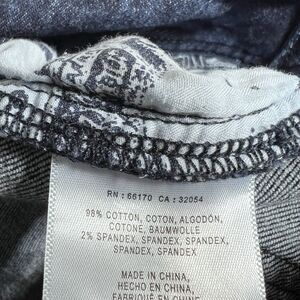 RN : 66170 CA : 32054
98% COTTON, COTON, ALGODÓN,
COTONE, BAUMWOLLE
2% SPANDEX, SPANDEX, SPANDEX,
SPANDEX, SPANDEX
MADE IN CHINA,
HECHO EN CHINA,
FABRIQUÉ EN CHINE